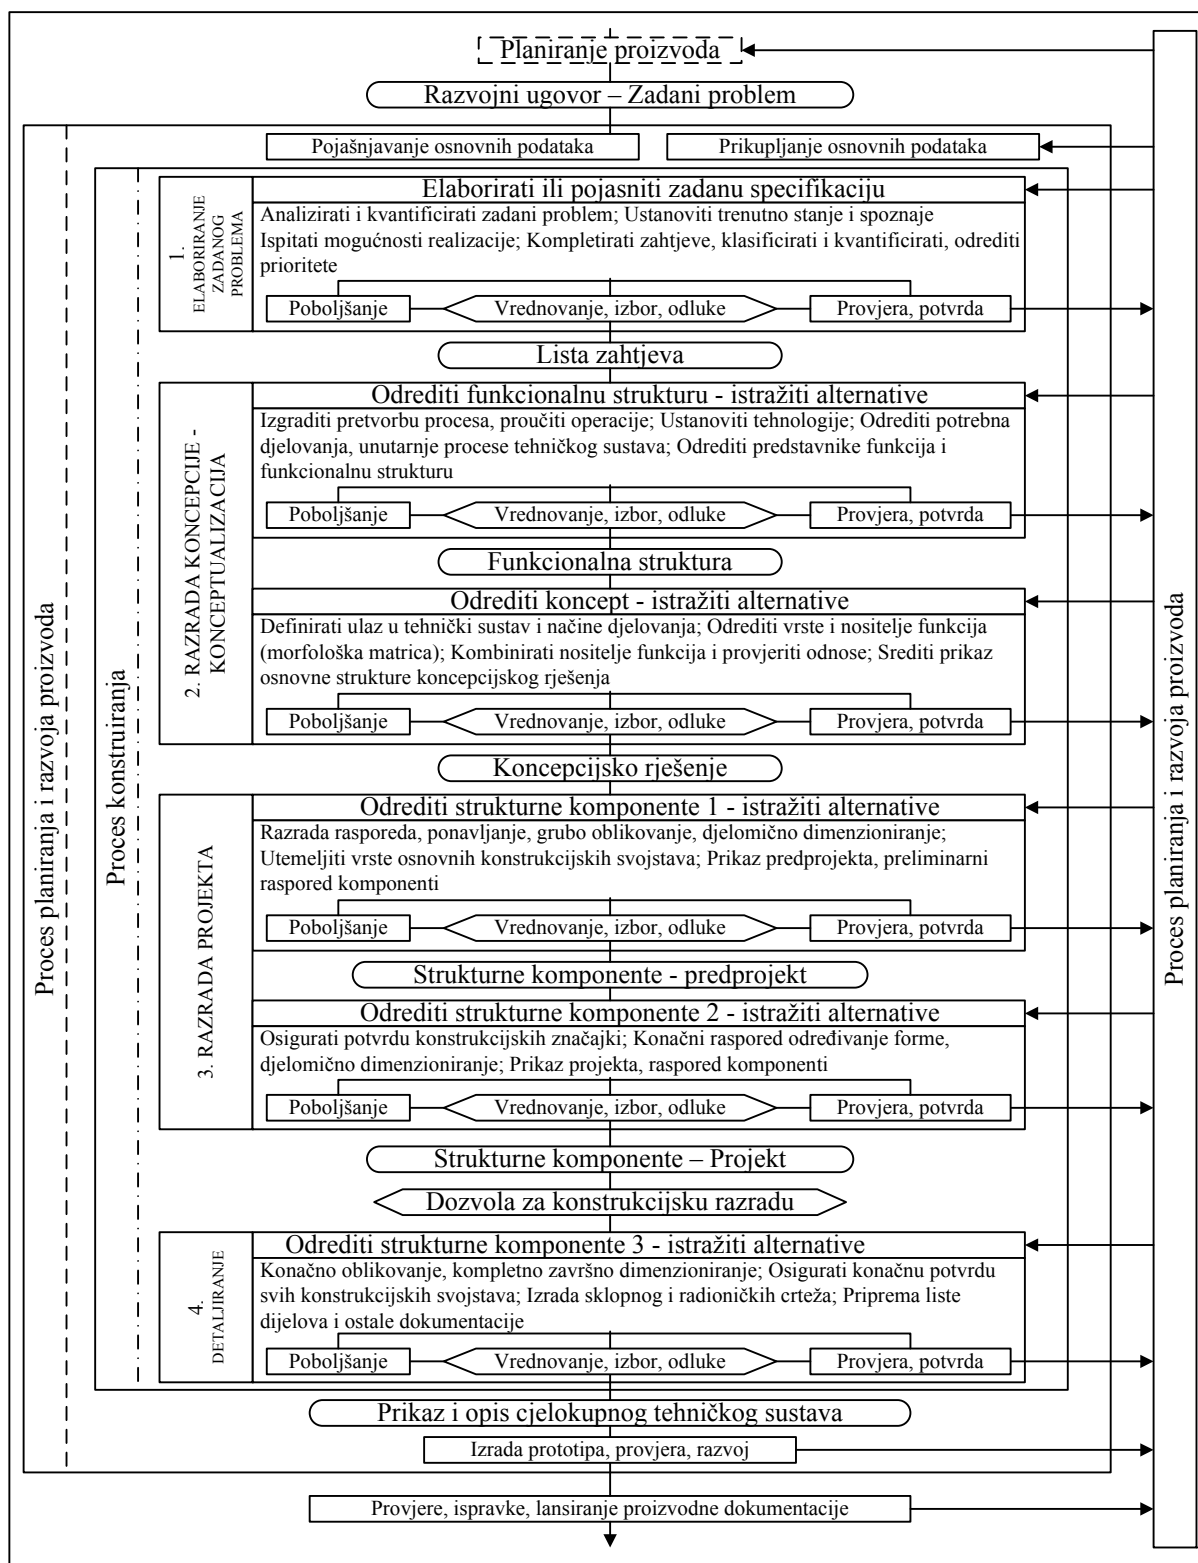 Planiranje proizvoda
Razvojni ugovor – Zadani problem
Pojašnjavanje osnovnih podataka
Prikupljanje osnovnih podataka
Proces planiranja i razvoja proizvoda
Proces konstruiranja
1.
ELABORIRANJE
ZADANOG
PROBLEMA
Elaborirati ili pojasniti zadanu specifikaciju
Analizirati i kvantificirati zadani problem; Ustanoviti trenutno stanje i spoznaje
Ispitati mogućnosti realizacije; Kompletirati zahtjeve, klasificirati i kvantificirati, odrediti
prioritete
Poboljšanje
Vrednovanje, izbor, odluke
Provjera, potvrda
Lista zahtjeva
2. RAZRADA KONCEPCIJE -
KONCEPTUALIZACIJA
Odrediti funkcionalnu strukturu - istražiti alternative
Izgraditi pretvorbu procesa, proučiti operacije; Ustanoviti tehnologije; Odrediti potrebna
djelovanja, unutarnje procese tehničkog sustava; Odrediti predstavnike funkcija i
funkcionalnu strukturu
Poboljšanje
Vrednovanje, izbor, odluke
Provjera, potvrda
Funkcionalna struktura
Odrediti koncept - istražiti alternative
Definirati ulaz u tehnički sustav i načine djelovanja; Odrediti vrste i nositelje funkcija
(morfološka matrica); Kombinirati nositelje funkcija i provjeriti odnose; Srediti prikaz
osnovne strukture koncepcijskog rješenja
Poboljšanje
Vrednovanje, izbor, odluke
Provjera, potvrda
Koncepcijsko rješenje
3. RAZRADA PROJEKTA
Odrediti strukturne komponente 1 - istražiti alternative
Razrada rasporeda, ponavljanje, grubo oblikovanje, djelomično dimenzioniranje;
Utemeljiti vrste osnovnih konstrukcijskih svojstava; Prikaz predprojekta, preliminarni
raspored komponenti
Poboljšanje
Vrednovanje, izbor, odluke
Provjera, potvrda
Strukturne komponente - predprojekt
Odrediti strukturne komponente 2 - istražiti alternative
Osigurati potvrdu konstrukcijskih značajki; Konačni raspored određivanje forme,
djelomično dimenzioniranje; Prikaz projekta, raspored komponenti
Poboljšanje
Vrednovanje, izbor, odluke
Provjera, potvrda
Strukturne komponente – Projekt
Dozvola za konstrukcijsku razradu
4.
DETALJIRANJE
Odrediti strukturne komponente 3 - istražiti alternative
Konačno oblikovanje, kompletno završno dimenzioniranje; Osigurati konačnu potvrdu
svih konstrukcijskih svojstava; Izrada sklopnog i radioničkih crteža; Priprema liste
dijelova i ostale dokumentacije
Poboljšanje
Vrednovanje, izbor, odluke
Provjera, potvrda
Prikaz i opis cjelokupnog tehničkog sustava
Izrada prototipa, provjera, razvoj
Provjere, ispravke, lansiranje proizvodne dokumentacije
Proces planiranja i razvoja proizvoda